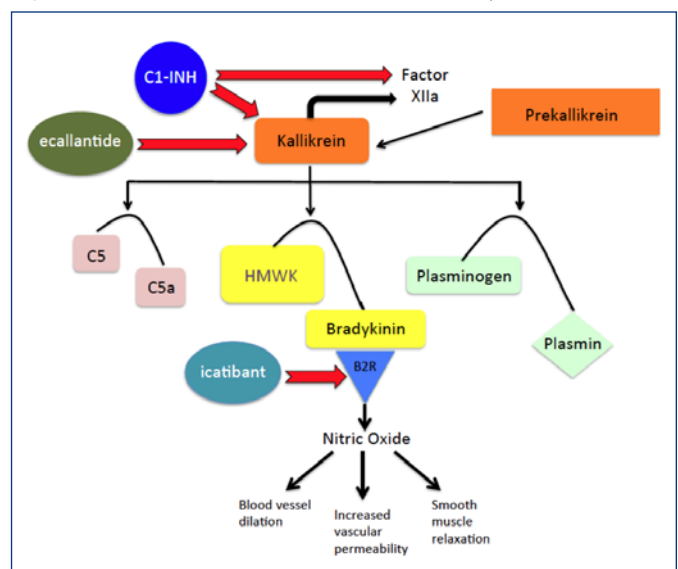 C1-INH
Factor
XIIa
Prekallikrein
ecallantide
Kallikrein
C5
C5a
HMWK
Plasminogen
Bradykinin
Plasmin
B2R
icatibant
Nitric Oxide
Blood vessel
dilation
Increased
vascular
permeability
Smooth
muscle
relaxation